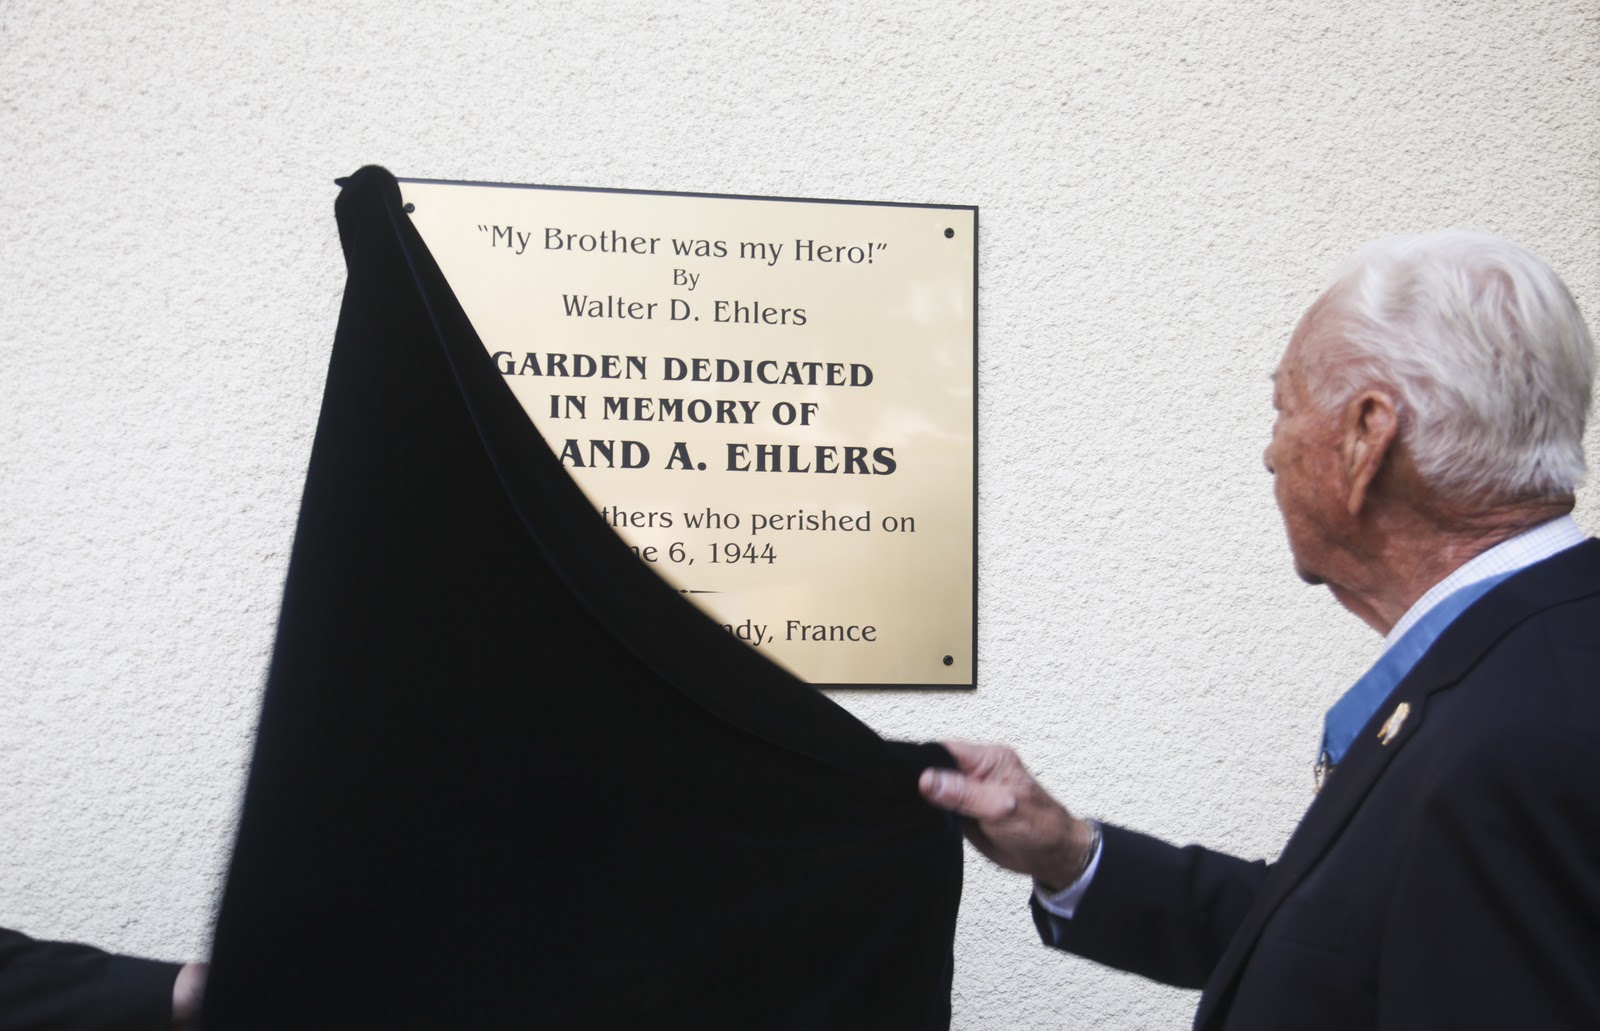 “My Brother was my Hero!”
By
Walter D. Ehlers
GARDEN DEDICATED
IN MEMORY OF
AND A. EHLERS
thers who perished on
e 6, 1944
ndy, France